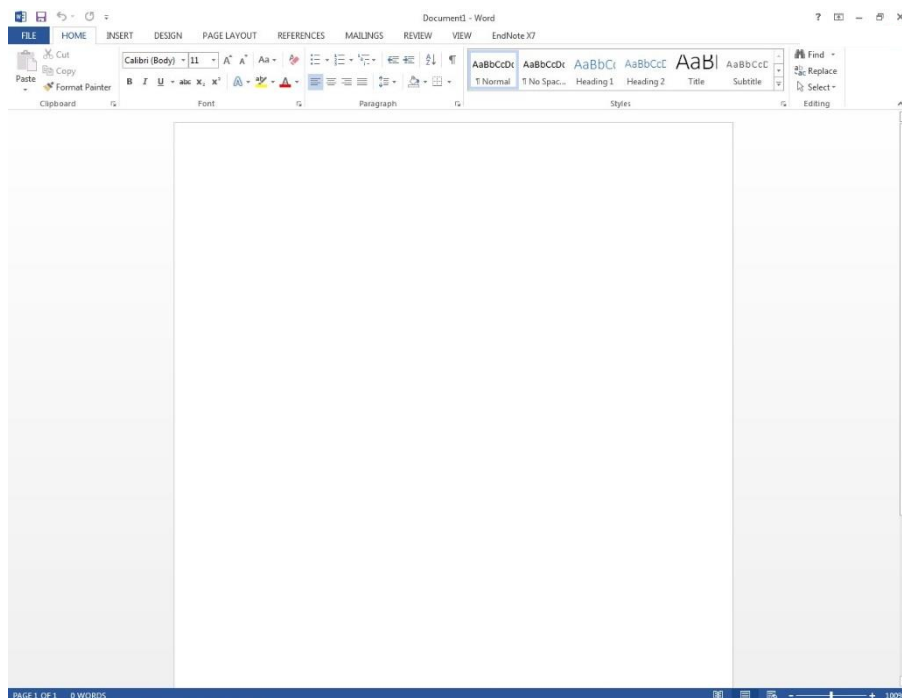 Document1 - Word
FILE HOME INSERT DESIGN PAGE LAYOUT REFERENCES MAILINGS REVIEW VIEW EndNote X7
Cut
Copy
Paste
Format Painter
Calibri (Body) 11
AaBbCcDc AaBbCcDc AaBbCc AaBbCcC AaBl AaBbCcC
¶ Normal ¶ No Spac... Heading 1 Heading 2 Title Subtitle
Find
Replace
Select
Clipboard Font Paragraph Styles Editing
PAGE 1 OF 1 0 WORDS 100%